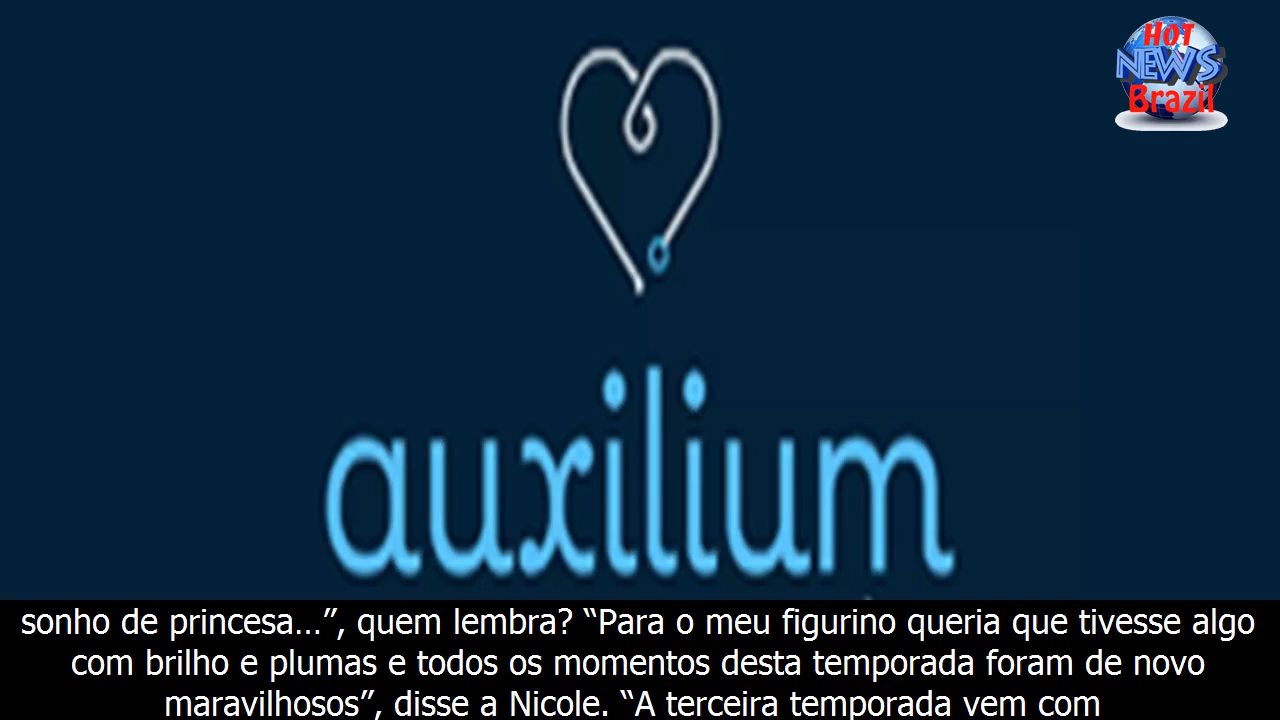 HOT
NEWS
Brazil
auxilium
sonho de princesa…”, quem lembra? “Para o meu figurino queria que tivesse algo
com brilho e plumas e todos os momentos desta temporada foram de novo
maravilhosos”, disse a Nicole. “A terceira temporada vem com